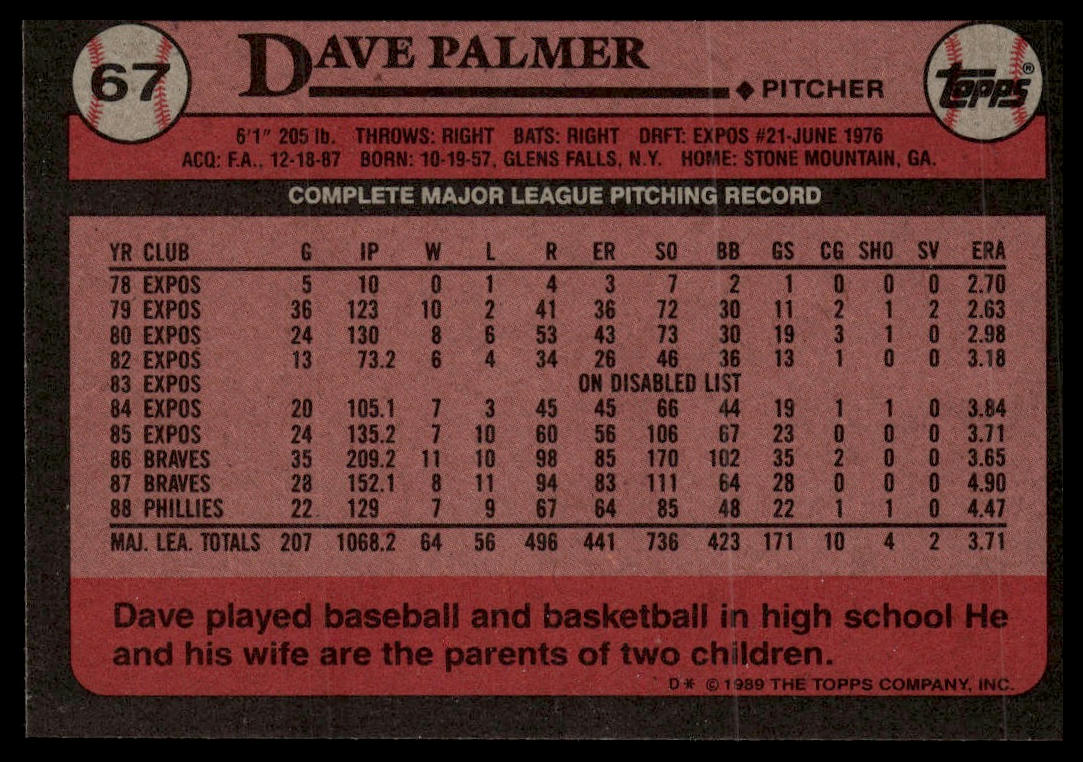 67
DAVE PALMER
◆ PITCHER
topps®
6'1" 205 lb. THROWS: RIGHT BATS: RIGHT DRFT: EXPOS #21-JUNE 1976
ACQ: F.A., 12-18-87 BORN: 10-19-57, GLENS FALLS, N.Y. HOME: STONE MOUNTAIN, GA.
COMPLETE MAJOR LEAGUE PITCHING RECORD
YR CLUB G IP W L R ER SO BB GS CG SHO SV ERA
78 EXPOS 5 10 0 1 4 3 7 2 1 0 0 0 2.70
79 EXPOS 36 123 10 2 41 36 72 30 11 2 1 2 2.63
80 EXPOS 24 130 8 6 53 43 73 30 19 3 1 0 2.98
82 EXPOS 13 73.2 6 4 34 26 46 36 13 1 0 0 3.18
83 EXPOS ON DISABLED LIST
84 EXPOS 20 105.1 7 3 45 45 66 44 19 1 1 0 3.84
85 EXPOS 24 135.2 7 10 60 56 106 67 23 0 0 0 3.71
86 BRAVES 35 209.2 11 10 98 85 170 102 35 2 0 0 3.65
87 BRAVES 28 152.1 8 11 94 83 111 64 28 0 0 0 4.90
88 PHILLIES 22 129 7 9 67 64 85 48 22 1 1 0 4.47
MAJ. LEA. TOTALS 207 1068.2 64 56 496 441 736 423 171 10 4 2 3.71
Dave played baseball and basketball in high school He
and his wife are the parents of two children.
D* © 1989 THE TOPPS COMPANY, INC.